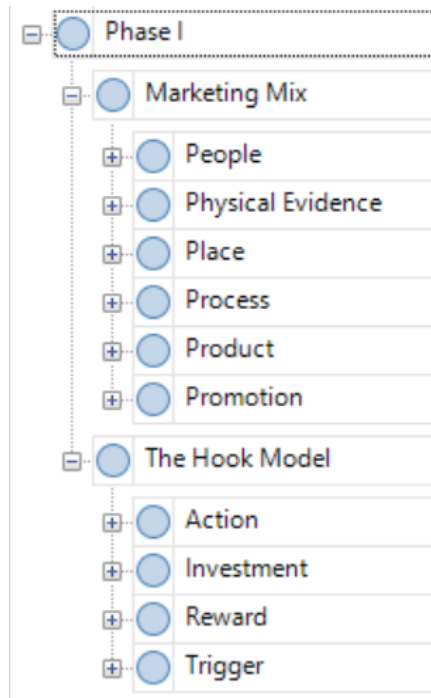 Phase I
Marketing Mix
People
Physical Evidence
Place
Process
Product
Promotion
The Hook Model
Action
Investment
Reward
Trigger